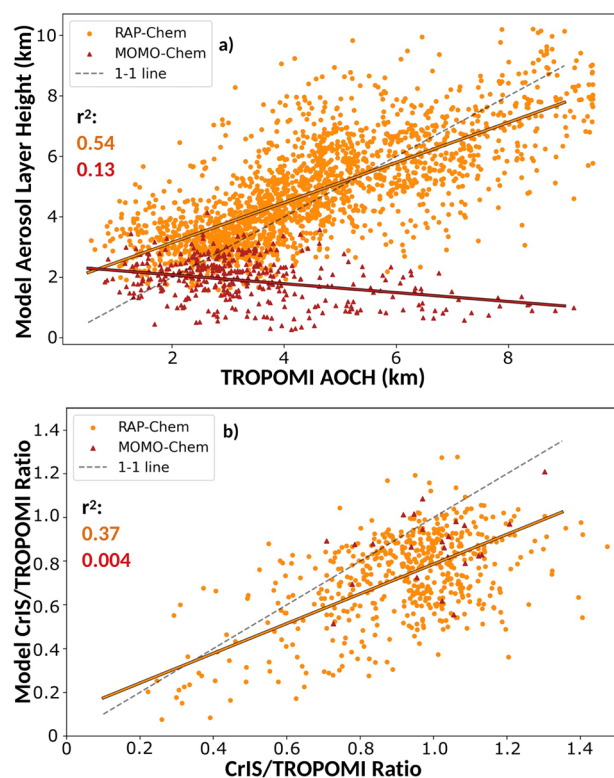 RAP-Chem
MOMO-Chem
1-1 line
a)
r²:
0.54
0.13
10
8
6
4
2
0
Model Aerosol Layer Height (km)
2
4
6
8
TROPOMI AOCH (km)
RAP-Chem
MOMO-Chem
1-1 line
b)
r²:
0.37
0.004
1.4
1.2
1.0
0.8
0.6
0.4
0.2
0
Model CrIS/TROPOMI Ratio
0
0.2
0.4
0.6
0.8
1.0
1.2
1.4
CrIS/TROPOMI Ratio